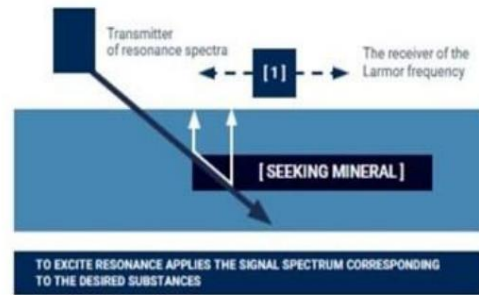 Transmitter
of resonance spectra
[1]
The receiver of the
Larmor frequency
[SEEKING MINERAL]
TO EXCITE RESONANCE APPLIES THE SIGNAL SPECTRUM CORRESPONDING
TO THE DESIRED SUBSTANCES